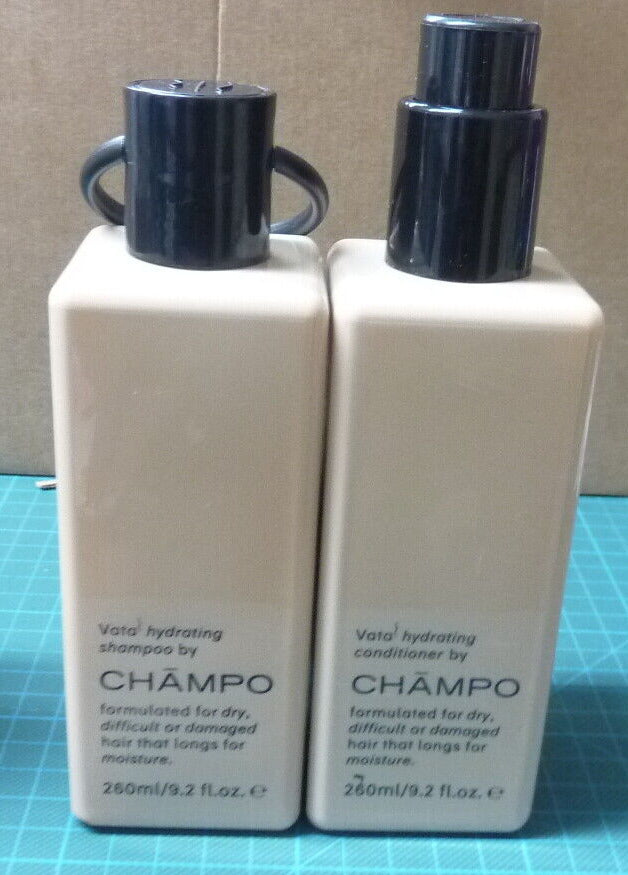 Vata hydrating
shampoo by
CHĀMPO
formulated for dry,
difficult or damaged
hair that longs for
moisture.
260ml/9.2 fl.oz. ℮
Vata hydrating
conditioner by
CHĀMPO
formulated for dry,
difficult or damaged
hair that longs for
moisture.
260ml/9.2 fl.oz. ℮